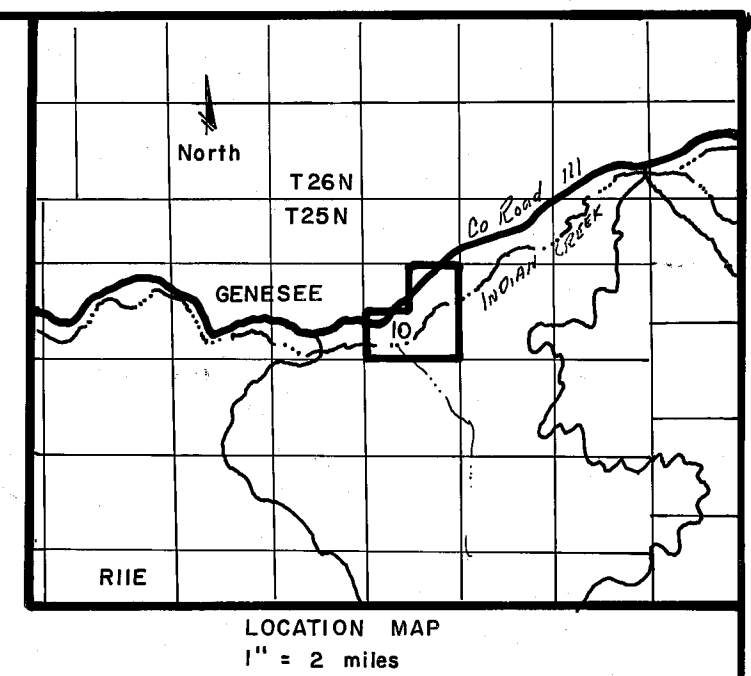 North
T26N
T25N
Co Road 111
INDIAN CREEK
GENESEE
10
R11E
LOCATION MAP
1" = 2 miles